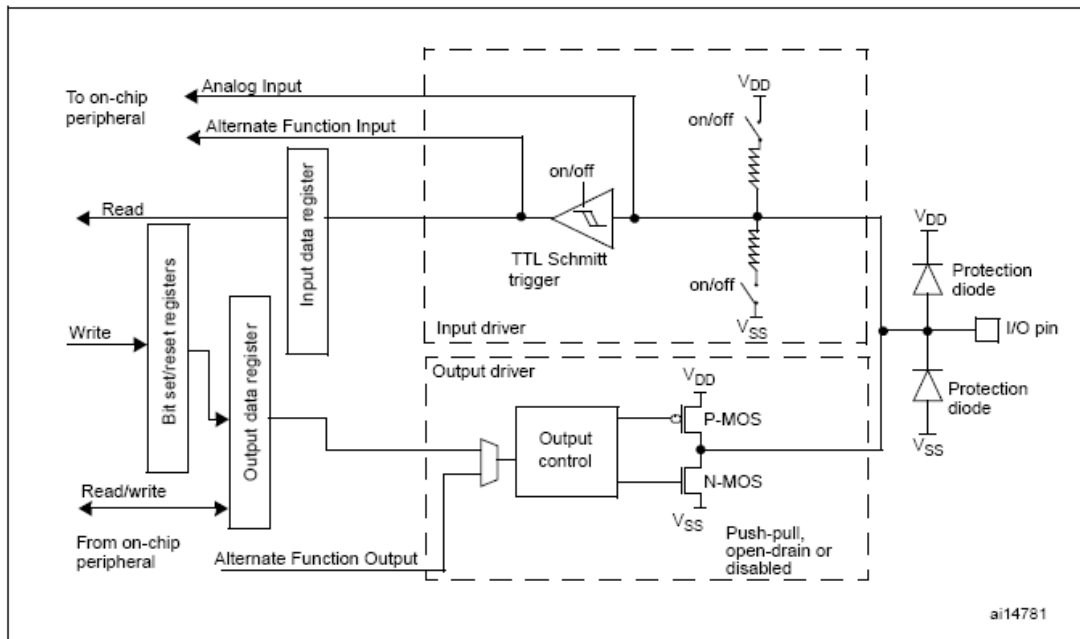 To on-chip
peripheral
Analog Input
Alternate Function Input
Read
Input data register
Bit set/reset registers
Write
Output data register
Read/write
From on-chip
peripheral
Alternate Function Output
on/off
TTL Schmitt
trigger
VDD
on/off
on/off
VSS
Input driver
Output driver
VDD
Output
control
P-MOS
N-MOS
VSS
Push-pull,
open-drain or
disabled
VDD
Protection
diode
I/O pin
Protection
diode
VSS
ai14781